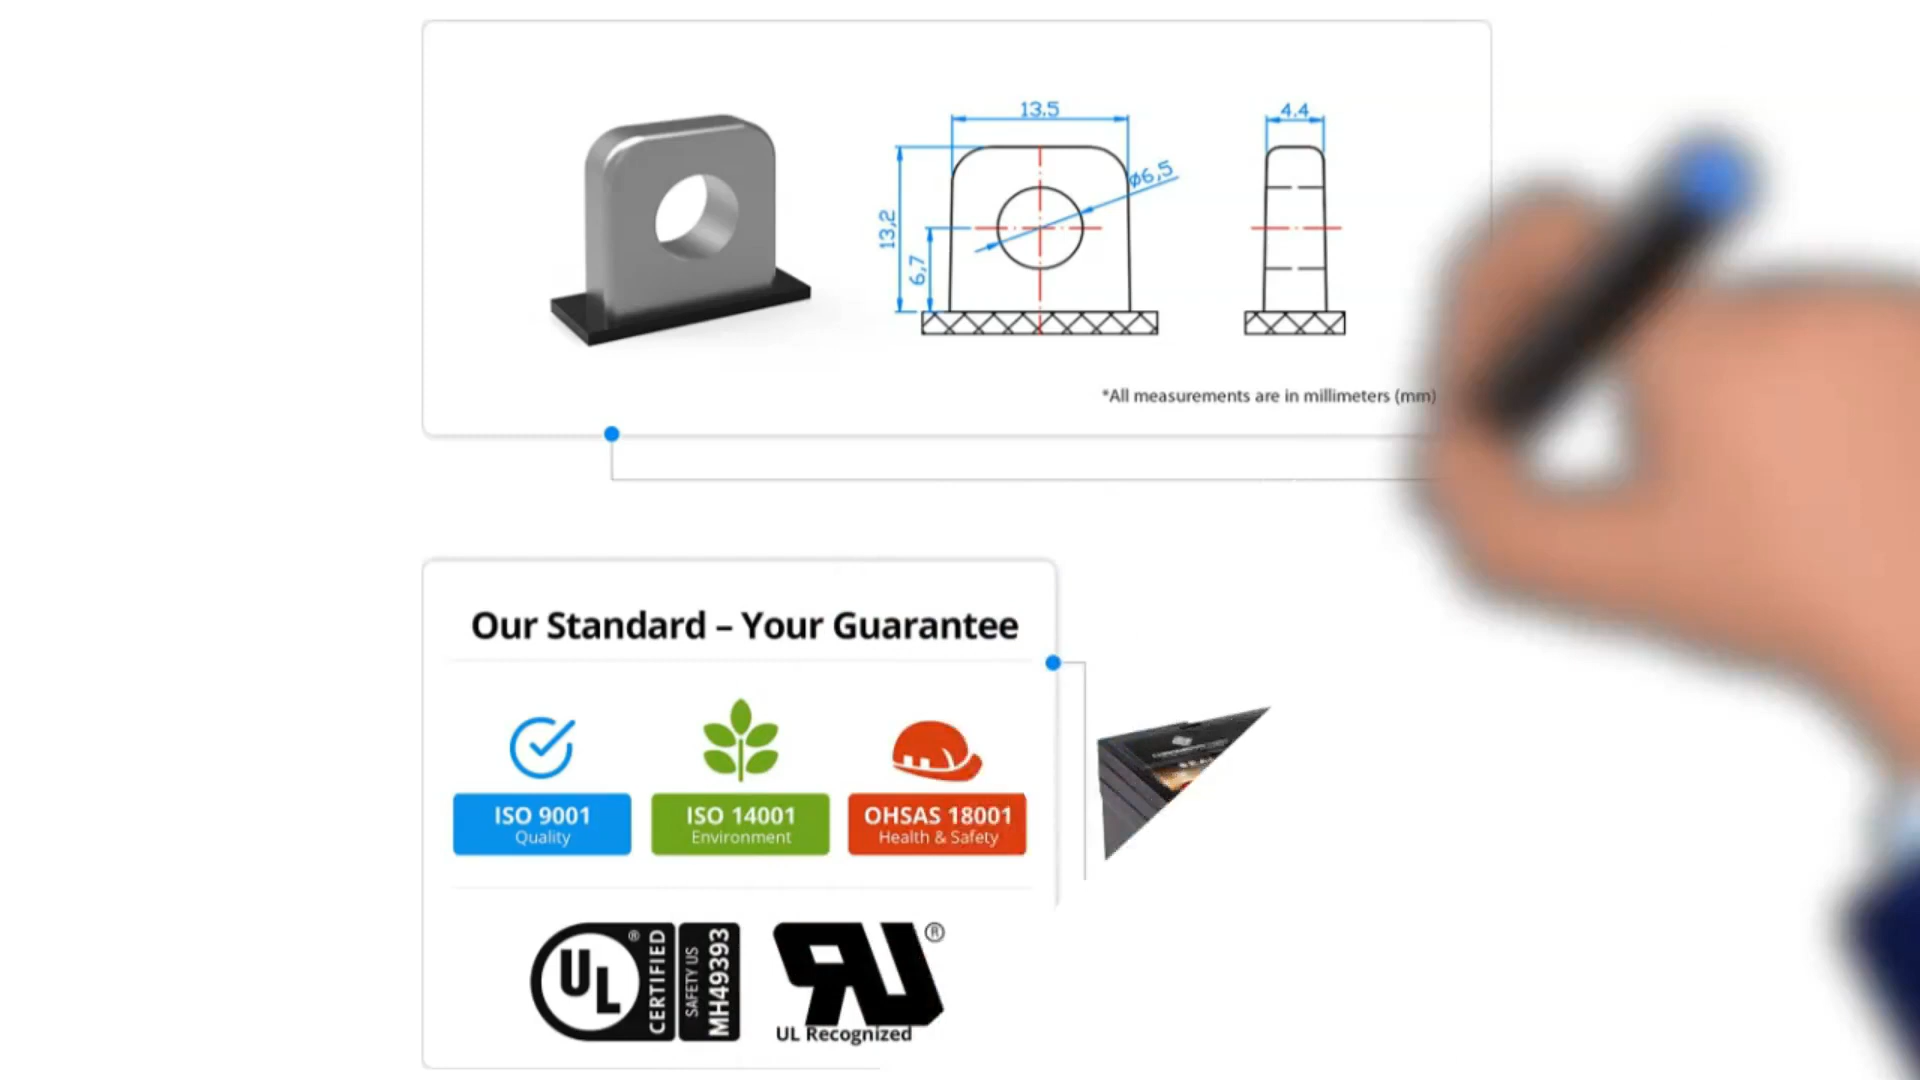 13.5
4.4
ø6,5
13,2
6,7
*All measurements are in millimeters (mm)
Our Standard – Your Guarantee
ISO 9001
Quality
ISO 14001
Environment
OHSAS 18001
Health & Safety
UL ®
CERTIFIED
SAFETY US
MH49393
®
UL Recognized